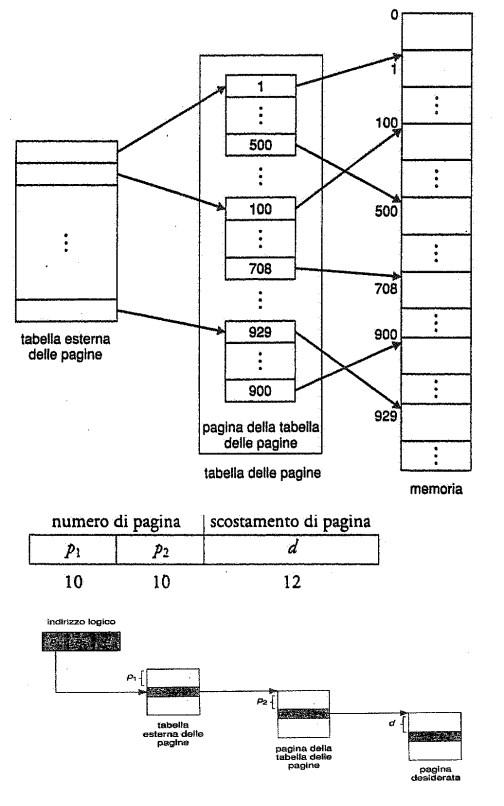 0
1
1
100
500
500
100
708
708
900
929
tabella esterna
delle pagine
900
929
pagina della tabella
delle pagine
tabella delle pagine
memoria
numero di pagina
scostamento di pagina
p1
p2
d
10
10
12
indirizzo logico
p1
p2
d
tabella
esterna delle
pagine
pagina della
tabella delle
pagine
pagina
desiderata